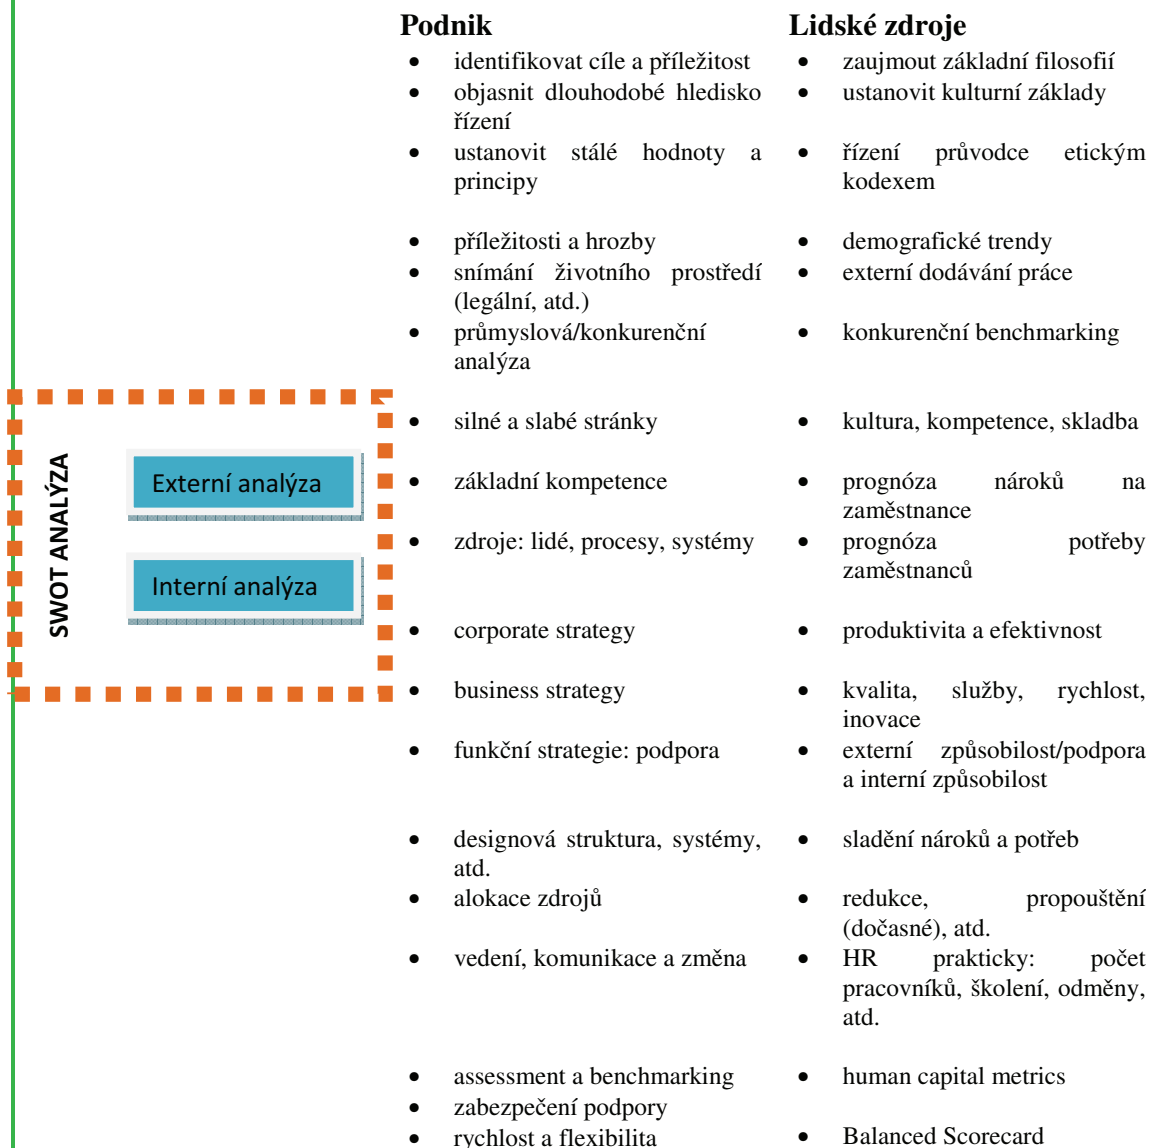 Podnik
identifikovat cíle a příležitost
objasnit dlouhodobé hledisko
řízení
ustanovit stálé hodnoty a
principy
příležitosti a hrozby
snímání životního prostředí
(legální, atd.)
průmyslová/konkurenční
analýza
silné a slabé stránky
základní kompetence
zdroje: lidé, procesy, systémy
corporate strategy
business strategy
funkční strategie: podpora
designová struktura, systémy,
atd.
alokace zdrojů
vedení, komunikace a změna
assessment a benchmarking
zabezpečení podpory
rychlost a flexibilita
Lidské zdroje
zaujmout základní filosofií
ustanovit kulturní základy
řízení průvodce etickým
kodexem
demografické trendy
externí dodávání práce
konkurenční benchmarking
kultura, kompetence, skladba
prognóza nároků na
zaměstnance
prognóza potřeby
zaměstnanců
produktivita a efektivnost
kvalita, služby, rychlost,
inovace
externí způsobilost/podpora
a interní způsobilost
sladění nároků a potřeb
redukce, propouštění
(dočasné), atd.
HR prakticky: počet
pracovníků, školení, odměny,
atd.
human capital metrics
Balanced Scorecard
SWOT ANALÝZA
Externí analýza
Interní analýza